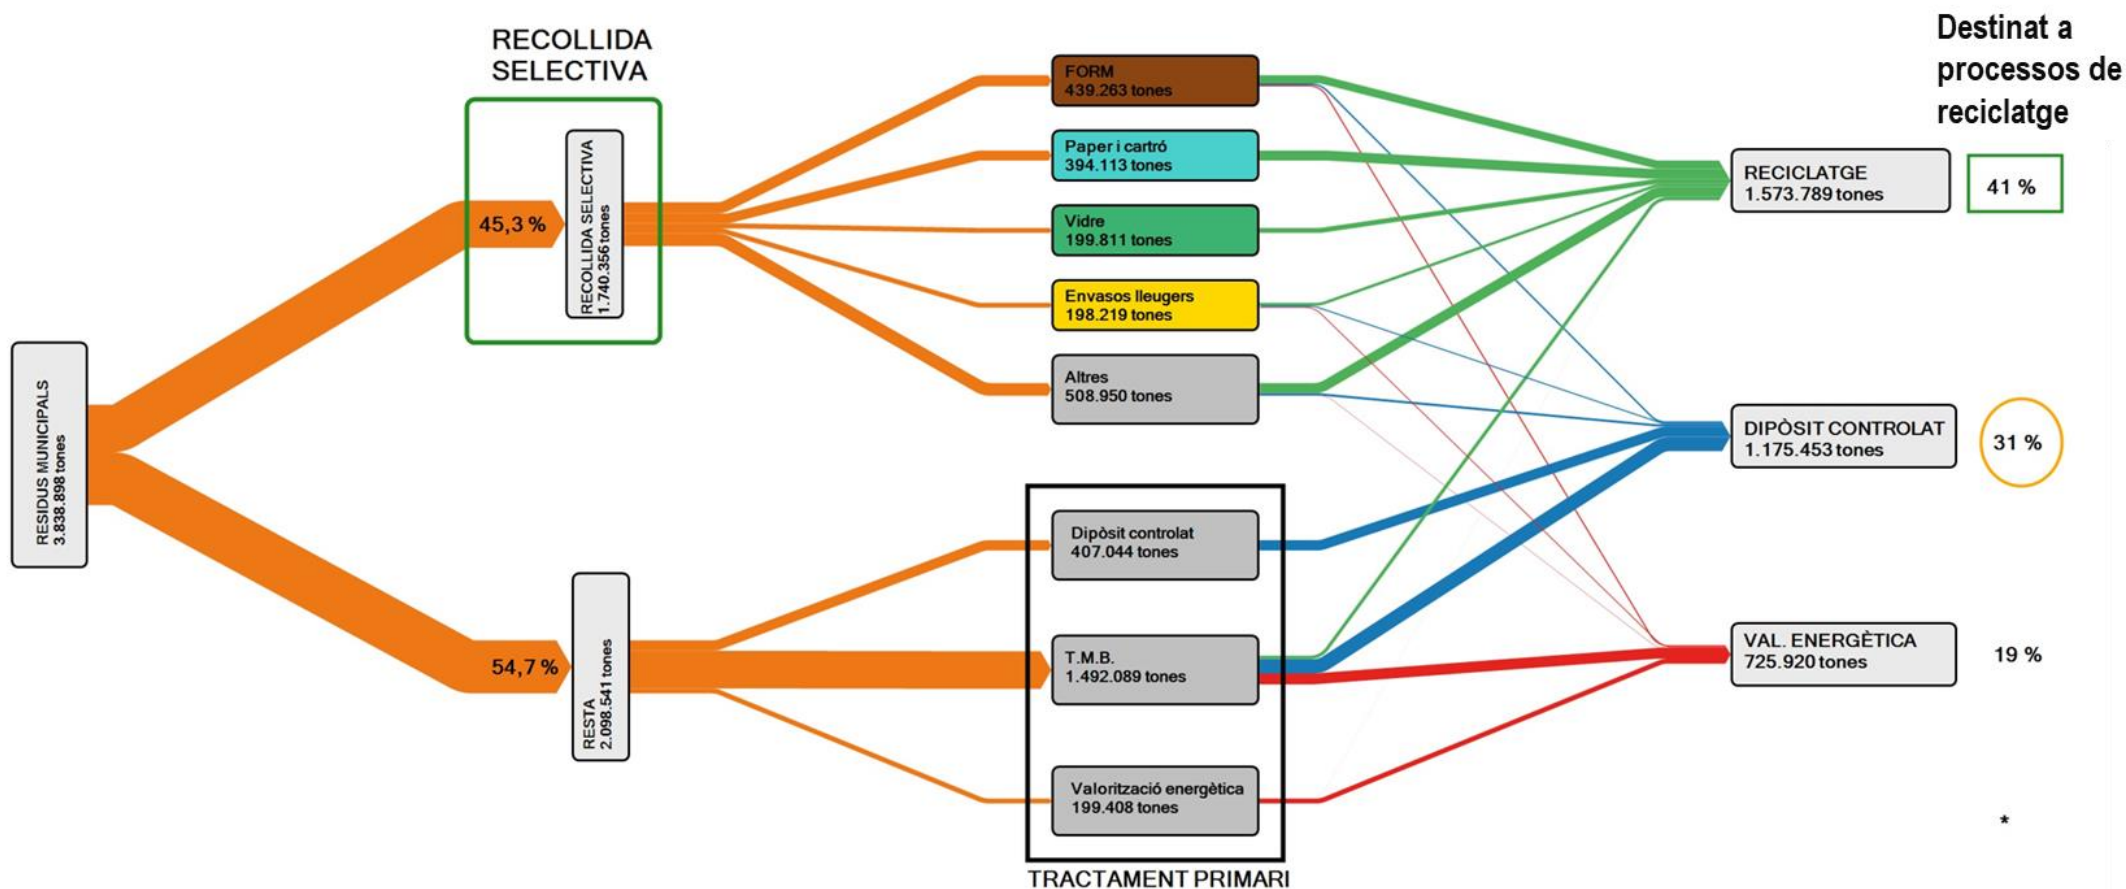 RECOLLIDA
SELECTIVA
Destinat a
processos de
reciclatge
RESIDUS MUNICIPALS
3.838.898 tones
45,3 %
RECOLLIDA SELECTIVA
1.740.356 tones
54,7 %
RESTA
2.098.541 tones
FORM
439.263 tones
Paper i cartró
394.113 tones
Vidre
199.811 tones
Envasos lleugers
198.219 tones
Altres
508.950 tones
Dipòsit controlat
407.044 tones
T.M.B.
1.492.089 tones
Valorització energètica
199.408 tones
TRACTAMENT PRIMARI
RECICLATGE
1.573.789 tones
41 %
DIPÒSIT CONTROLAT
1.175.453 tones
31 %
VAL. ENERGÈTICA
725.920 tones
19 %
*